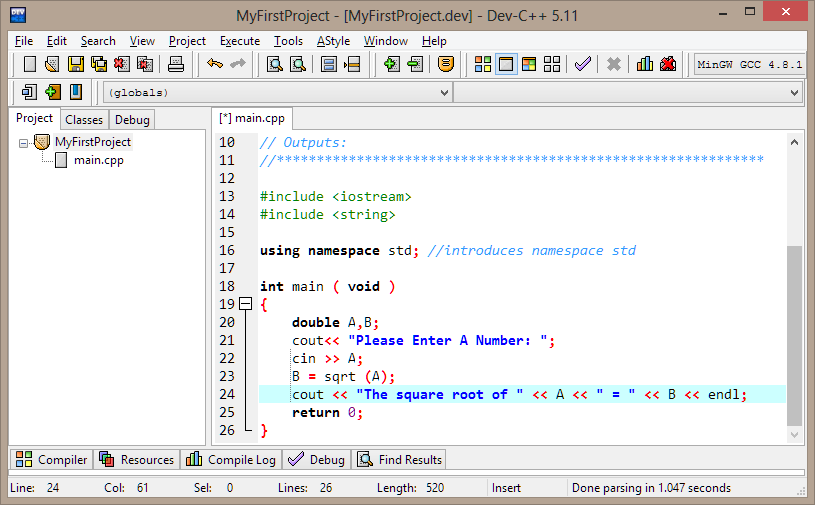 MyFirstProject - [MyFirstProject.dev] - Dev-C++ 5.11
File Edit Search View Project Execute Tools AStyle Window Help
MinGW GCC 4.8.1
(globals)
Project Classes Debug
[*] main.cpp
MyFirstProject
main.cpp
10 // Outputs:
11 //*************************************************************
12
13 #include <iostream>
14 #include <string>
15
16 using namespace std; //introduces namespace std
17
18 int main ( void )
19 {
20 double A,B;
21 cout<< "Please Enter A Number: ";
22 cin >> A;
23 B = sqrt (A);
24 cout << "The square root of " << A << " = " << B << endl;
25 return 0;
26 }
Compiler Resources Compile Log Debug Find Results
Line: 24 Col: 61 Sel: 0 Lines: 26 Length: 520 Insert Done parsing in 1.047 seconds